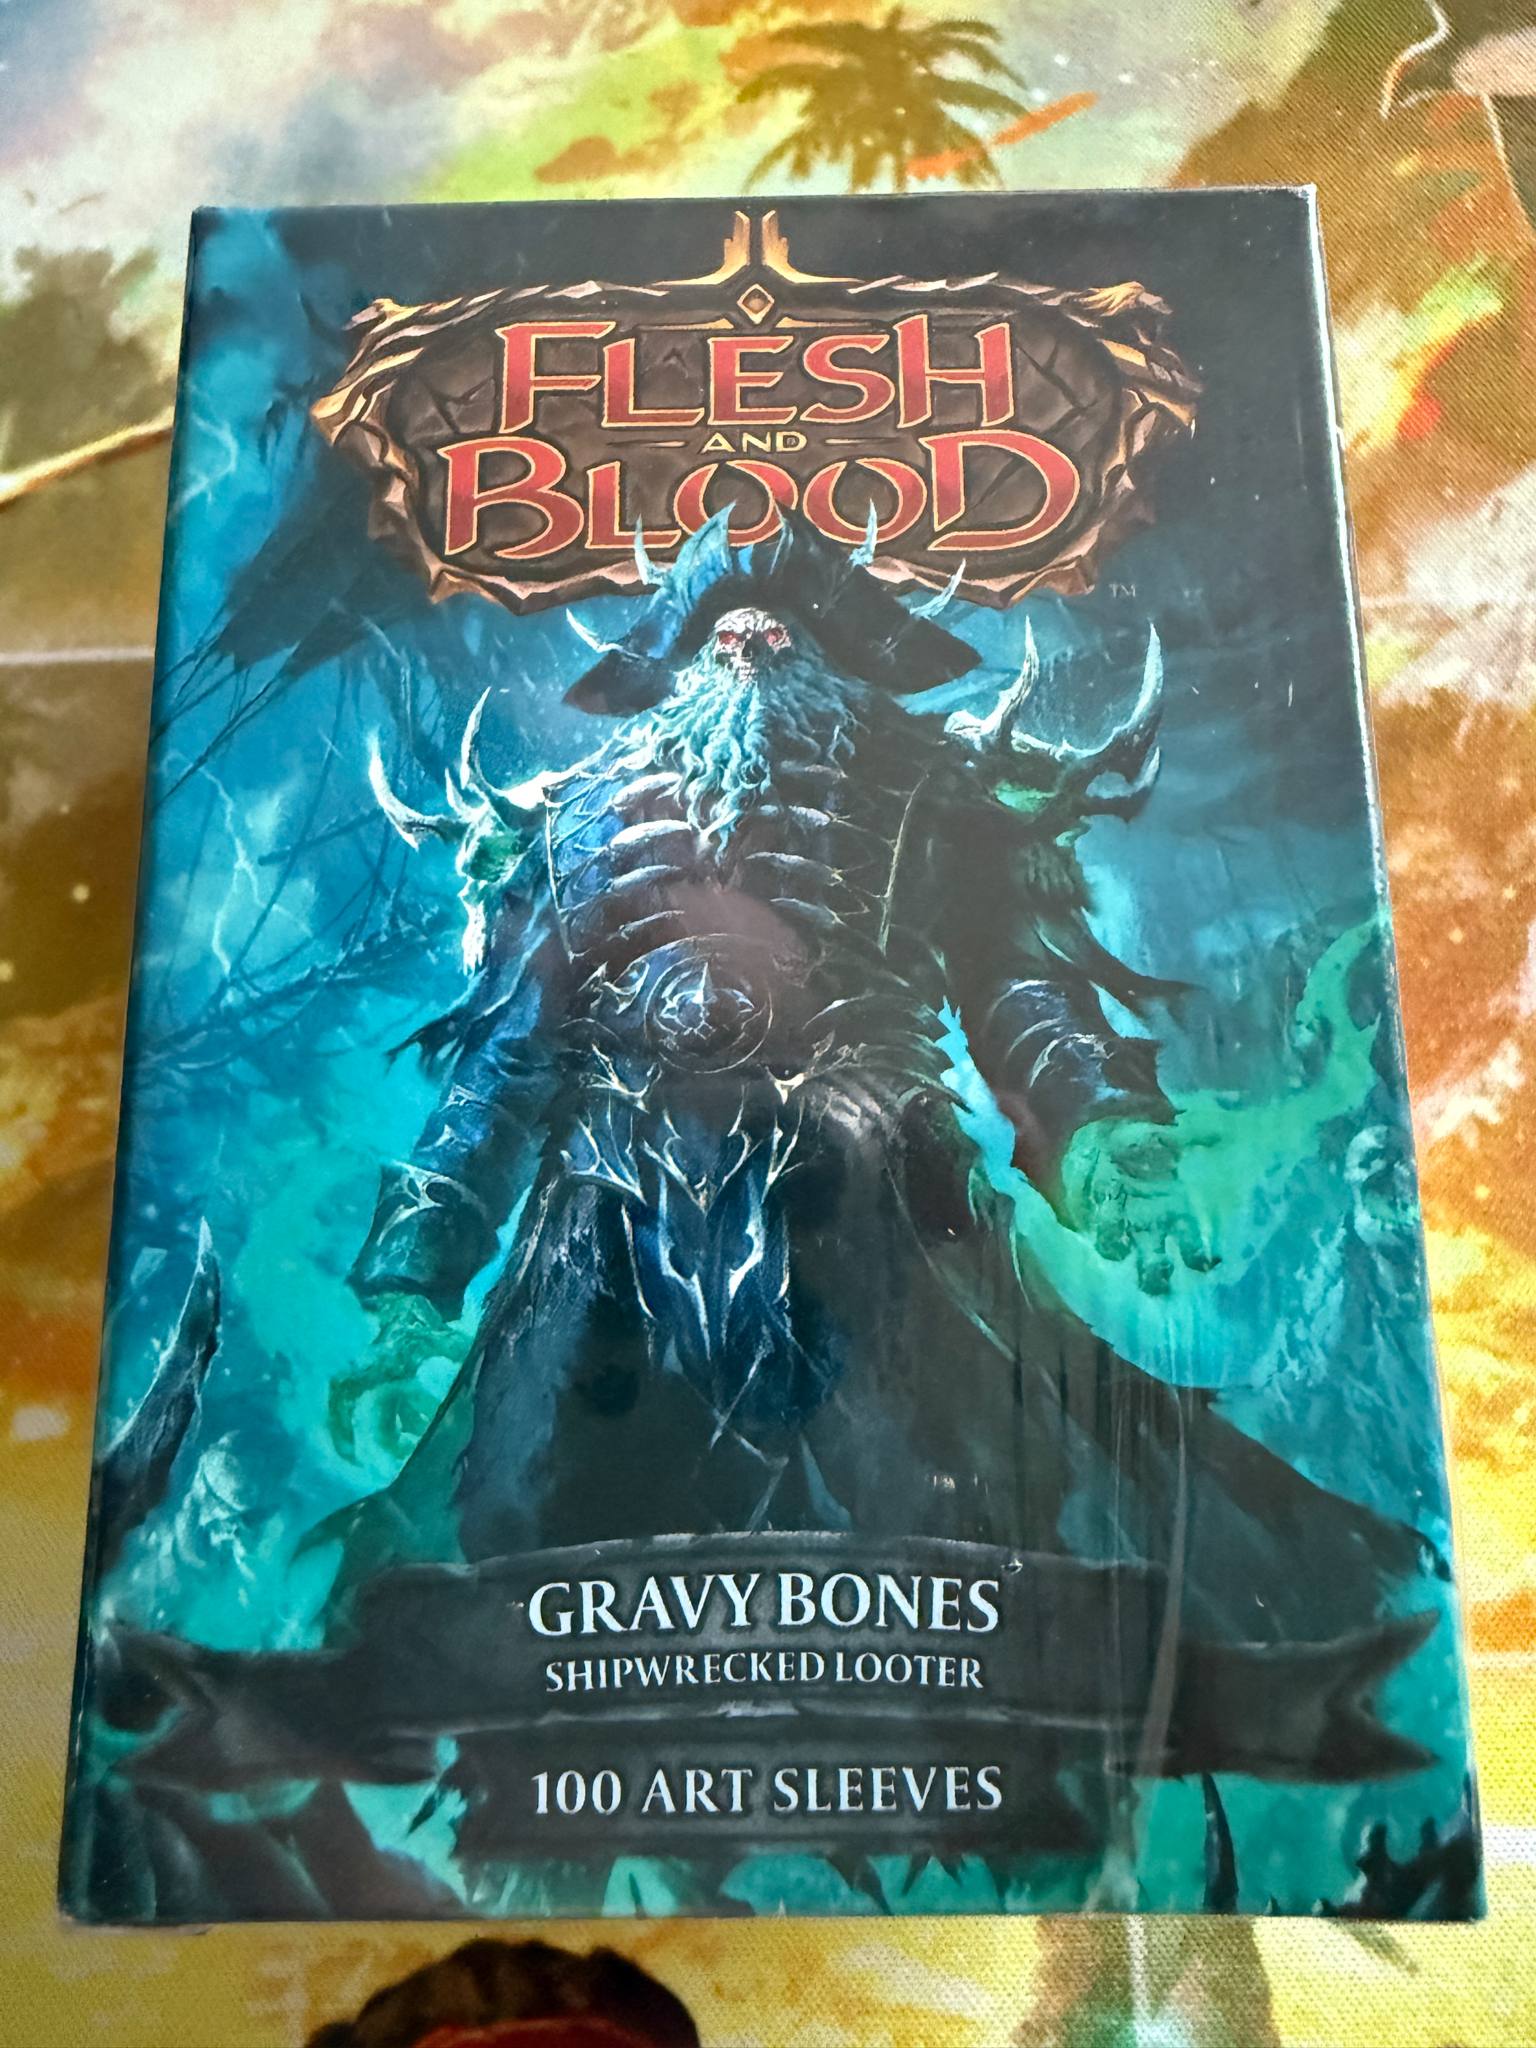 FLESH
AND
BLOOD
TM
GRAVY BONES
SHIPWRECKED LOOTER
100 ART SLEEVES